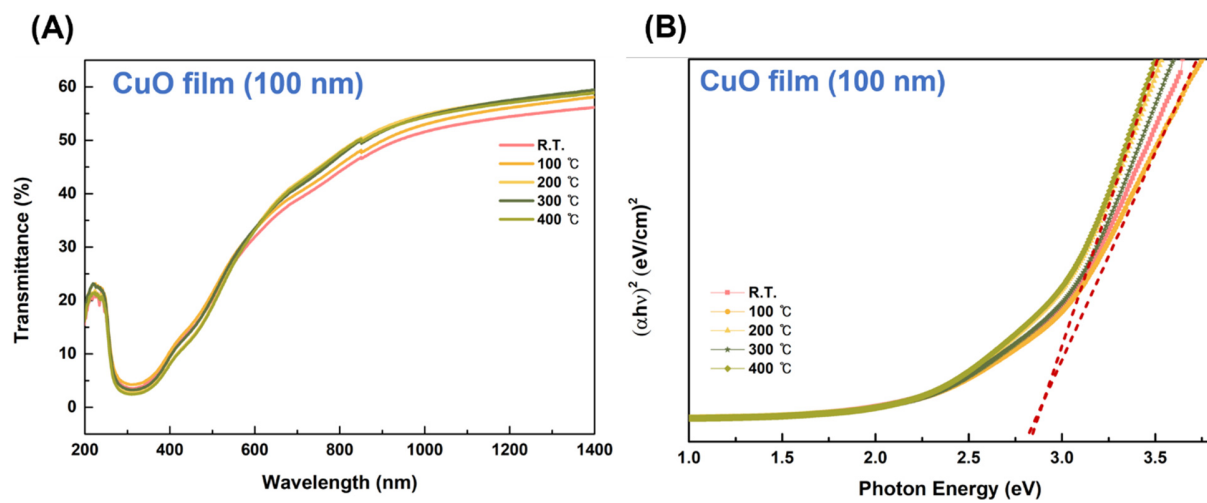 (A)
CuO film (100 nm)
Transmittance (%)
60
50
40
30
20
10
0
R.T.
100 ℃
200 ℃
300 ℃
400 ℃
200 400 600 800 1000 1200 1400
Wavelength (nm)
(B)
CuO film (100 nm)
(αhν)² (eV/cm)²
R.T.
100 ℃
200 ℃
300 ℃
400 ℃
1.0 2.0 2.5 3.0 3.5
Photon Energy (eV)